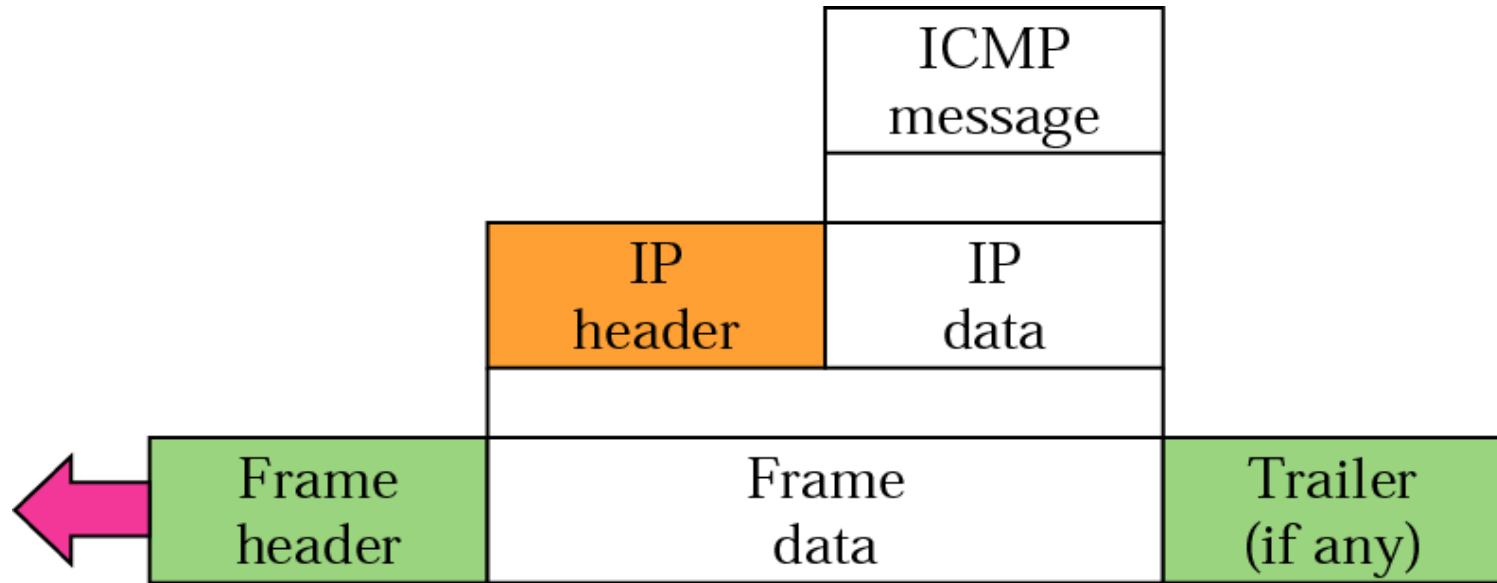 ICMP
message
IP
header
IP
data
Frame
header
Frame
data
Trailer
(if any)